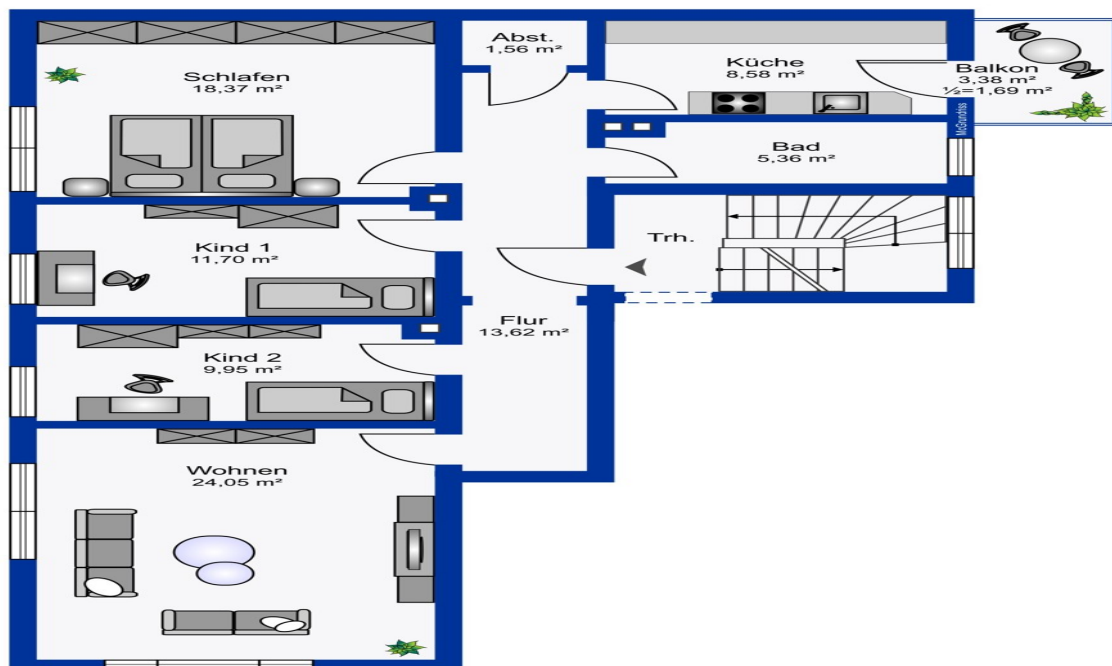 Abst.
1,56 m²
Küche
8,58 m²
Balkon
3,38 m²
½=1,69 m²
Schlafen
18,37 m²
McGrundriss
Bad
5,36 m²
Kind 1
11,70 m²
Trh.
Flur
13,62 m²
Kind 2
9,95 m²
Wohnen
24,05 m²